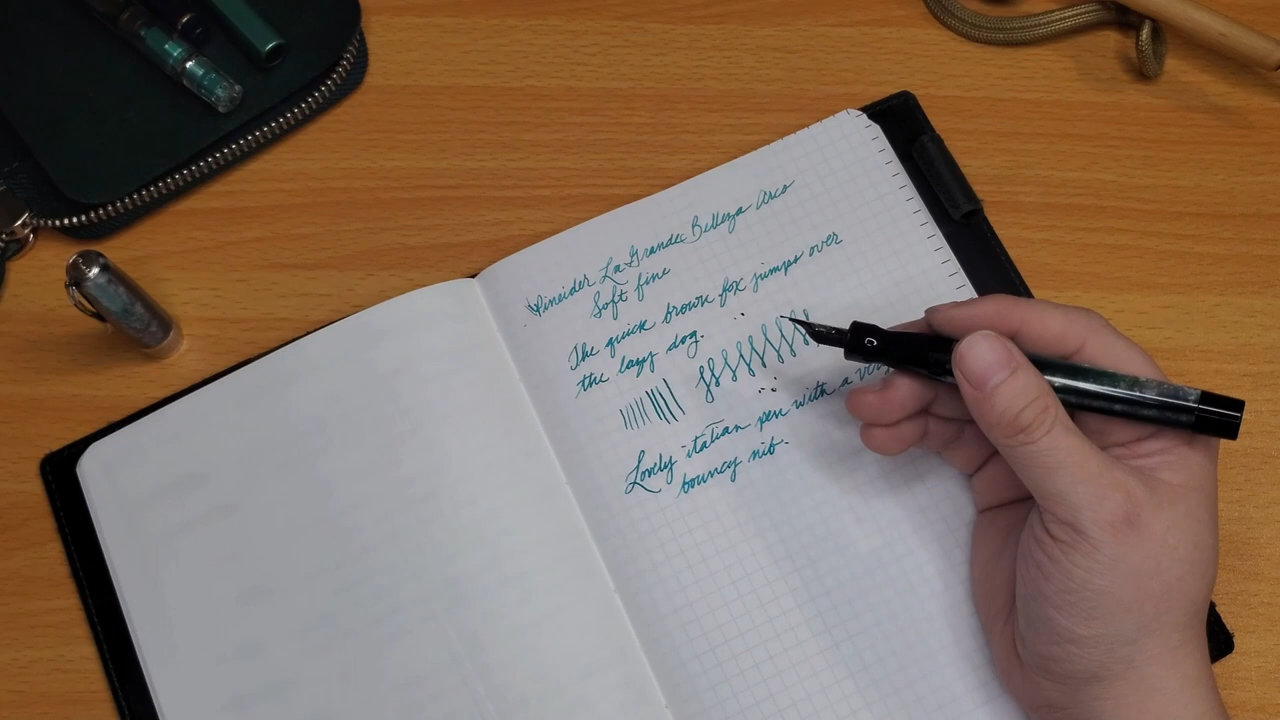 Pineider La Grande Bellezza Arco
Soft fine
The quick brown fox jumps over
the lazy dog.
Lovely italian pen with a very
bouncy nib.